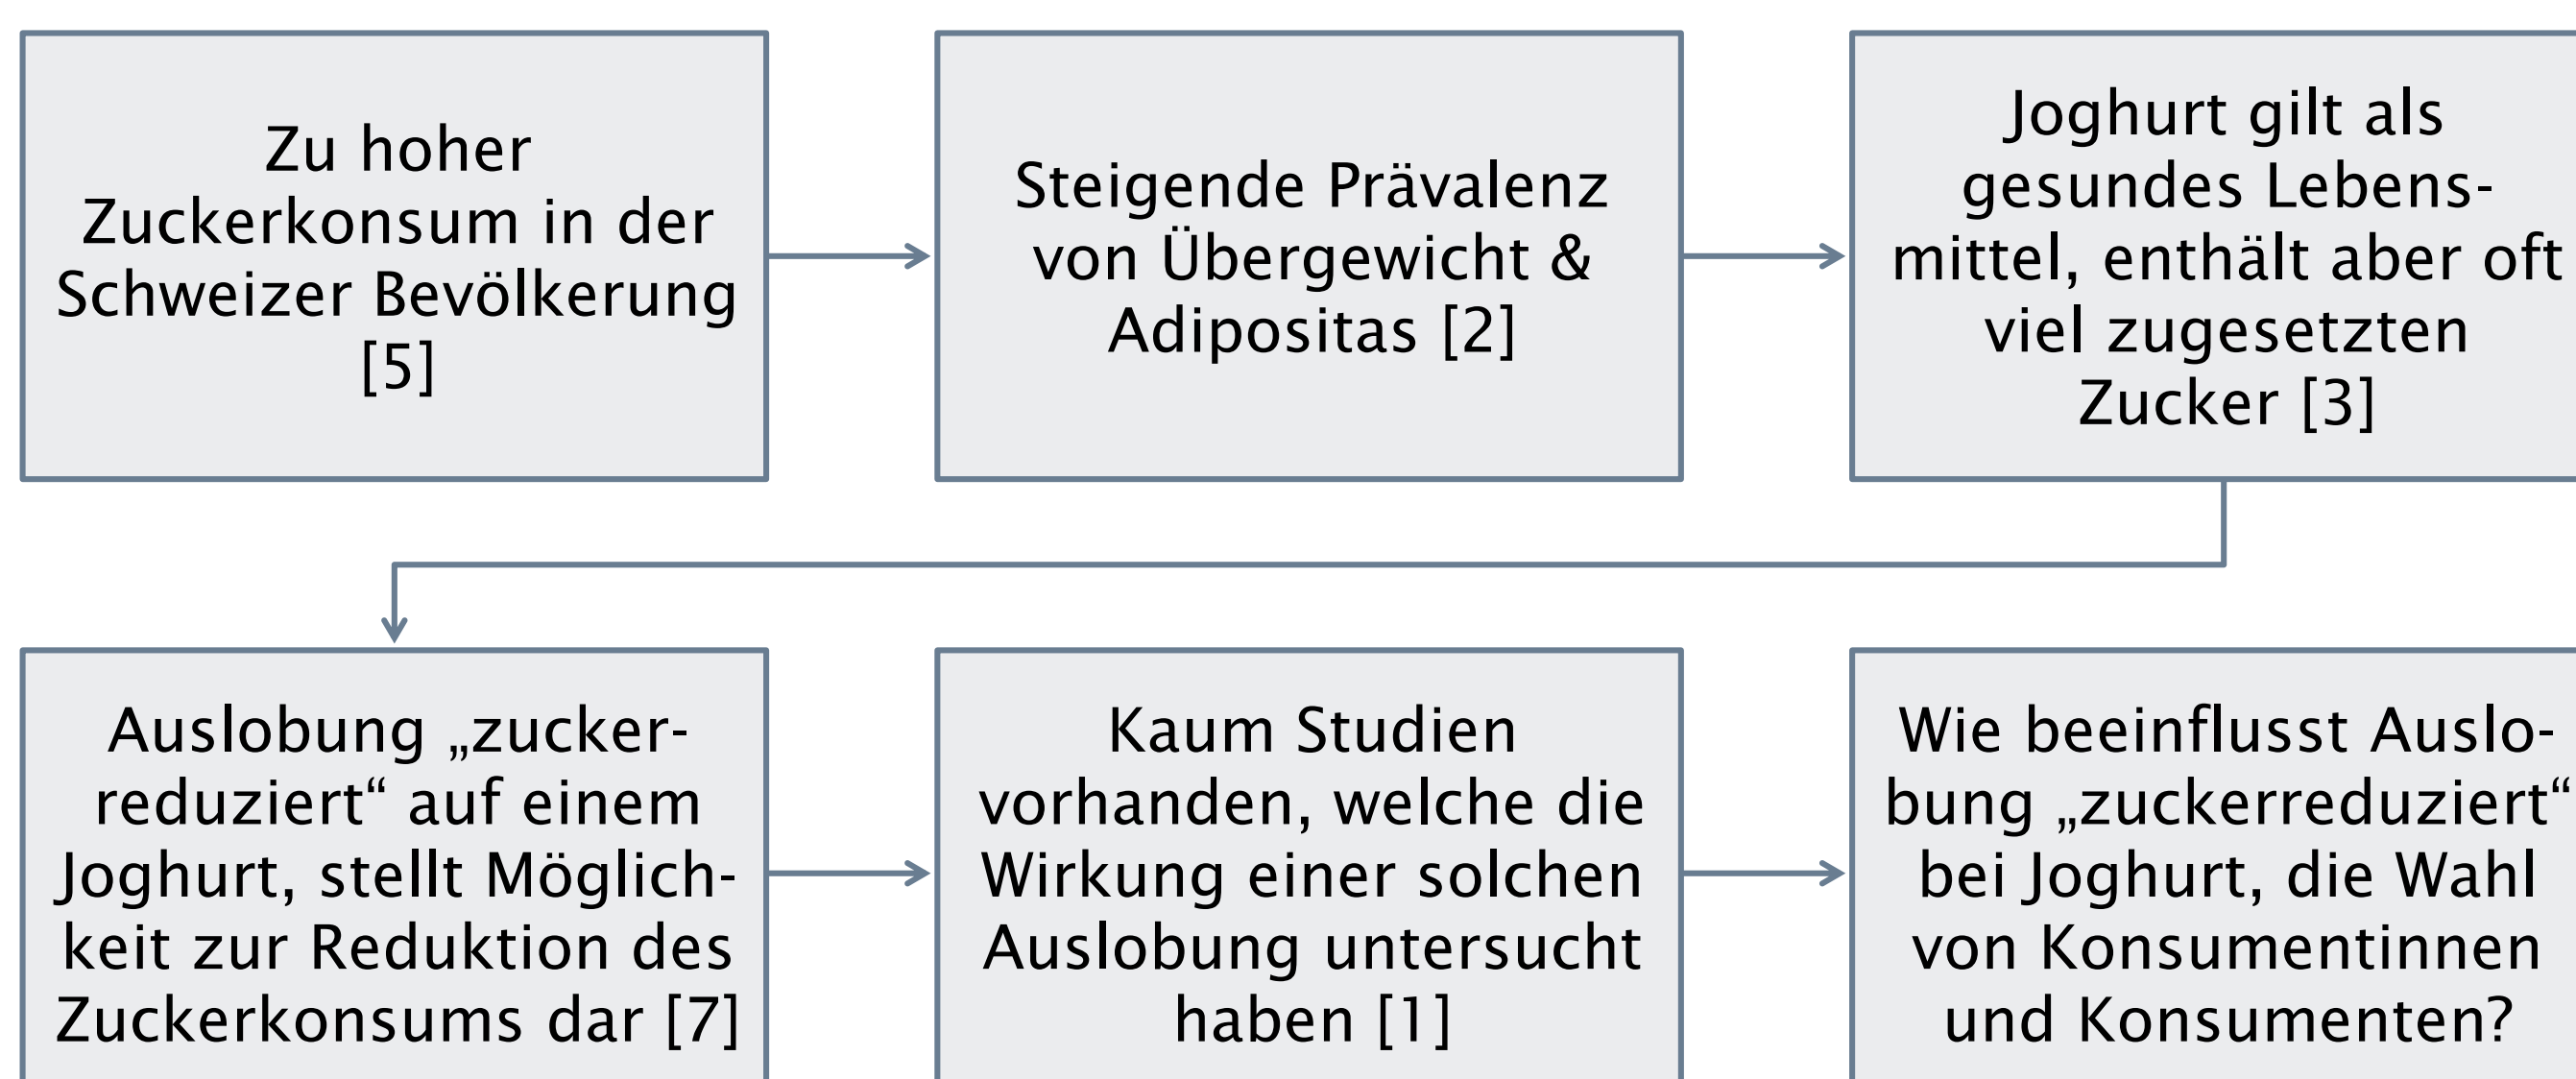 Zu hoher
Zuckerkonsum in der
Schweizer Bevölkerung
[5]
Steigende Prävalenz
von Übergewicht &
Adipositas [2]
Joghurt gilt als
gesundes Lebens-
mittel, enthält aber oft
viel zugesetzten
Zucker [3]
Auslobung „zucker-
reduziert“ auf einem
Joghurt, stellt Möglich-
keit zur Reduktion des
Zuckerkonsums dar [7]
Kaum Studien
vorhanden, welche die
Wirkung einer solchen
Auslobung untersucht
haben [1]
Wie beeinflusst Auslo-
bung „zuckerreduziert“
bei Joghurt, die Wahl
von Konsumentinnen
und Konsumenten?